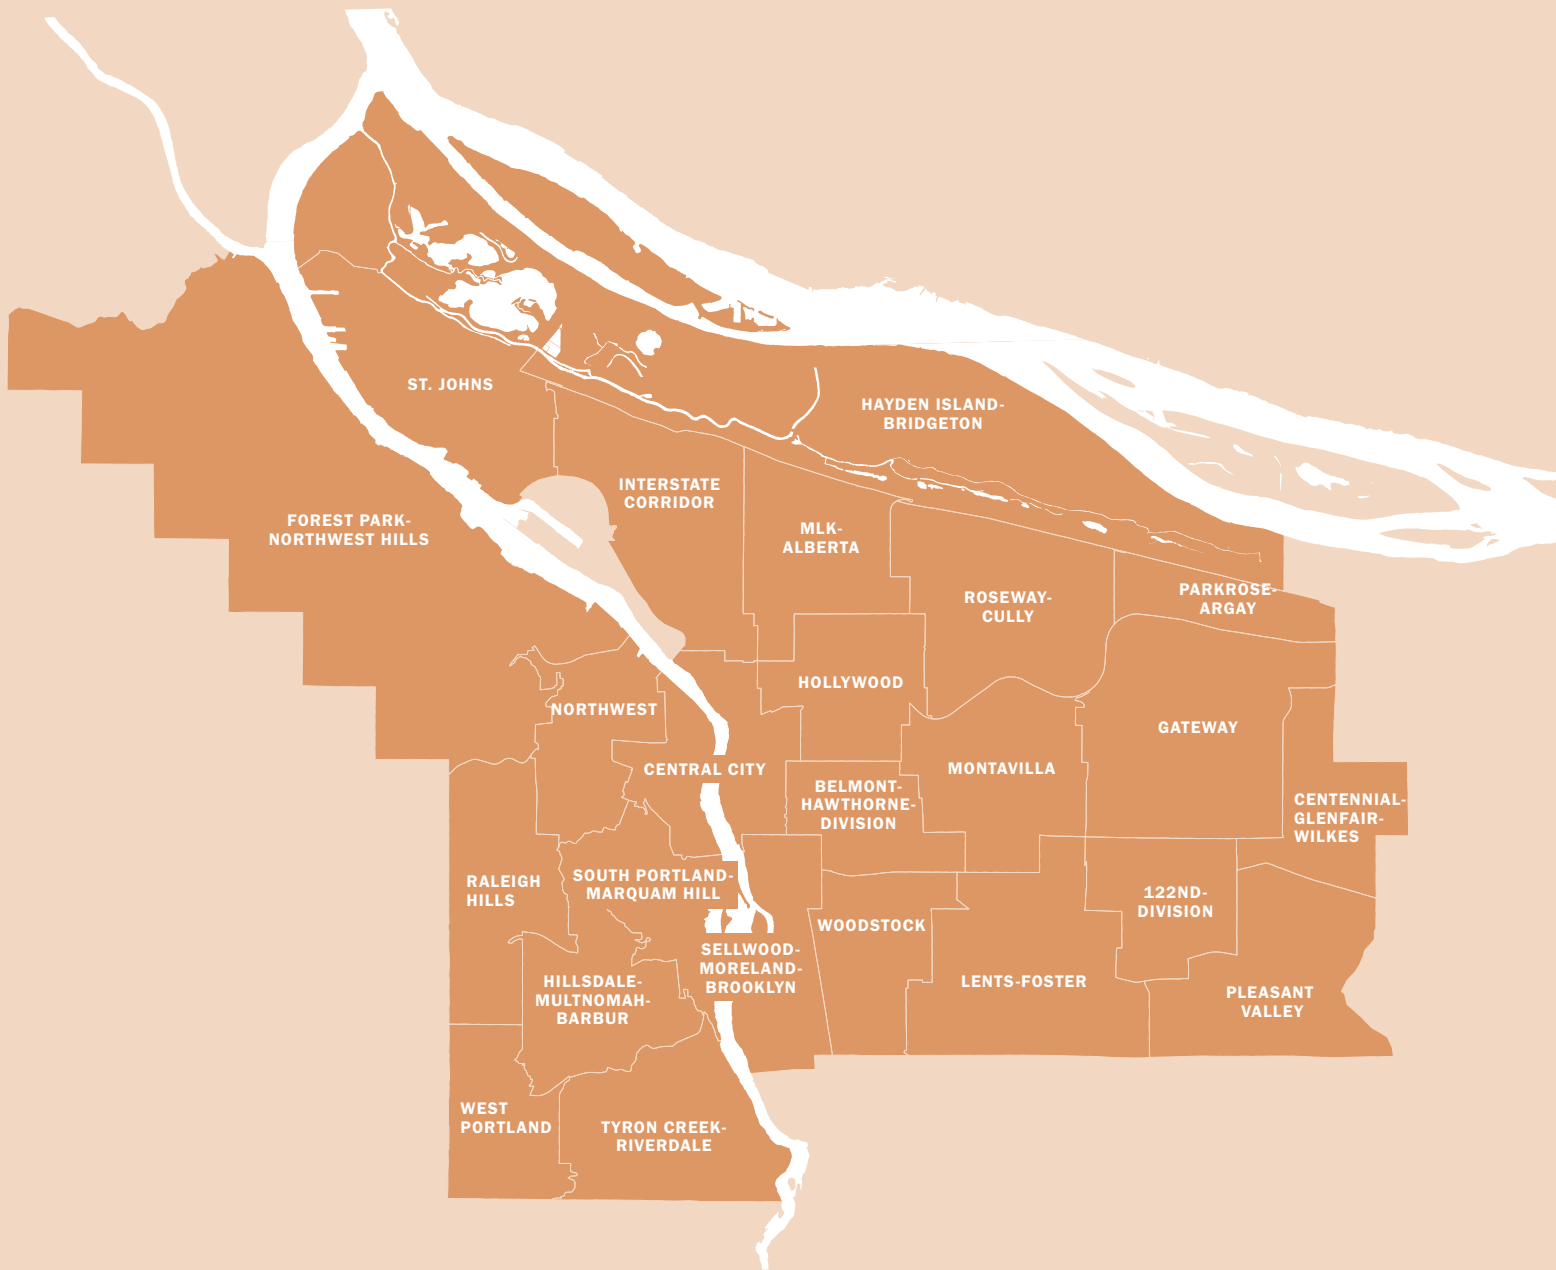 ST. JOHNS
HAYDEN ISLAND-
BRIDGETON
INTERSTATE
CORRIDOR
FOREST PARK-
NORTHWEST HILLS
MLK-
ALBERTA
PARKROSE-
ARGAY
ROSEWAY-
CULLY
HOLLYWOOD
NORTHWEST
GATEWAY
CENTRAL CITY
MONTAVILLA
BELMONT-
HAWTHORNE-
DIVISION
CENTENNIAL-
GLENFAIR-
WILKES
RALEIGH
HILLS
SOUTH PORTLAND-
MARQUAM HILL
122ND-
DIVISION
WOODSTOCK
SELLWOOD-
MORELAND-
BROOKLYN
HILLSDALE-
MULTNOMAH-
BARBUR
LENTS-FOSTER
PLEASANT
VALLEY
WEST
PORTLAND
TYRON CREEK-
RIVERDALE